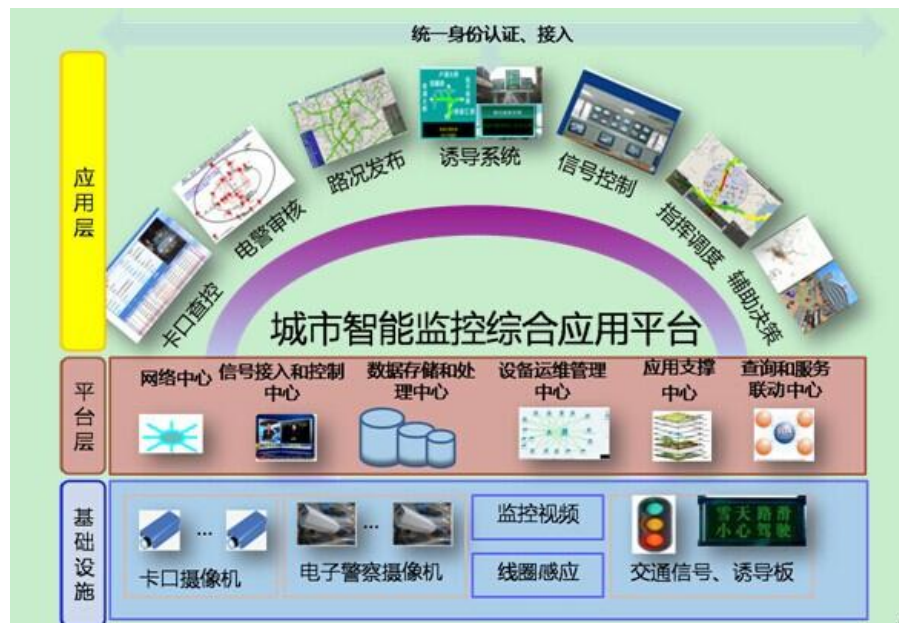 统一身份认证、接入
应用层
卡口查控
电警审核
路况发布
诱导系统
信号控制
指挥调度
辅助决策
城市智能监控综合应用平台
平台层
网络中心
信号接入和控制
中心
数据存储和处
理中心
设备运维管理
中心
应用支撑
中心
查询和服务
联动中心
基础设施
...
卡口摄像机
...
电子警察摄像机
监控视频
线圈感应
雪天路滑
小心驾驶
交通信号、诱导板